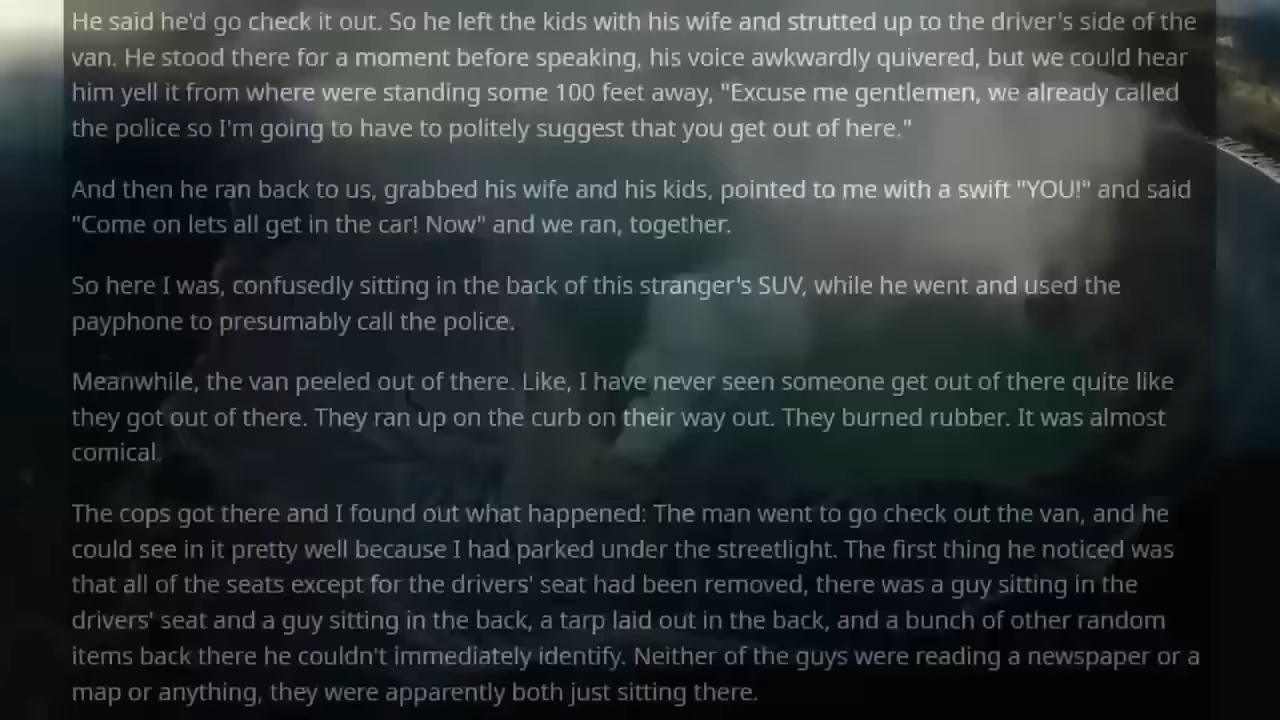 He said he'd go check it out. So he left the kids with his wife and strutted up to the driver's side of the
van. He stood there for a moment before speaking, his voice awkwardly quivered, but we could hear
him yell it from where were standing some 100 feet away, "Excuse me gentlemen, we already called
the police so I'm going to have to politely suggest that you get out of here."
And then he ran back to us, grabbed his wife and his kids, pointed to me with a swift "YOU!" and said
"Come on lets all get in the car! Now" and we ran, together.
So here I was, confusedly sitting in the back of this stranger's SUV, while he went and used the
payphone to presumably call the police.
Meanwhile, the van peeled out of there. Like, I have never seen someone get out of there quite like
they got out of there. They ran up on the curb on their way out. They burned rubber. It was almost
comical.
The cops got there and I found out what happened: The man went to go check out the van, and he
could see in it pretty well because I had parked under the streetlight. The first thing he noticed was
that all of the seats except for the drivers' seat had been removed, there was a guy sitting in the
drivers' seat and a guy sitting in the back, a tarp laid out in the back, and a bunch of other random
items back there he couldn't immediately identify. Neither of the guys were reading a newspaper or a
map or anything, they were apparently both just sitting there.